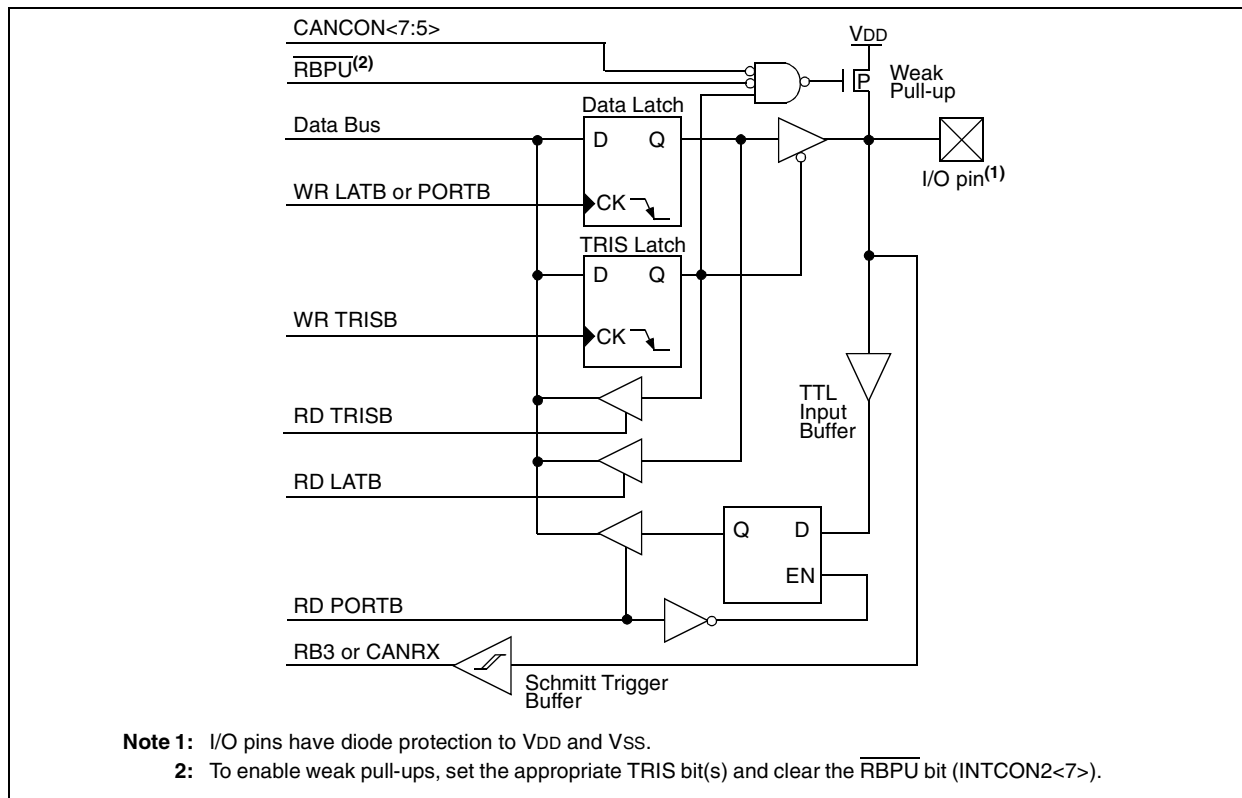 CANCON<7:5>
RBPU(2)
VDD
P
Weak
Pull-up
Data Latch
Data Bus
D Q
I/O pin(1)
WR LATB or PORTB
CK
TRIS Latch
D Q
WR TRISB
CK
TTL
Input
Buffer
RD TRISB
RD LATB
Q D
EN
RD PORTB
RB3 or CANRX
Schmitt Trigger
Buffer
Note 1: I/O pins have diode protection to VDD and VSS.
2: To enable weak pull-ups, set the appropriate TRIS bit(s) and clear the RBPU bit (INTCON2<7>).